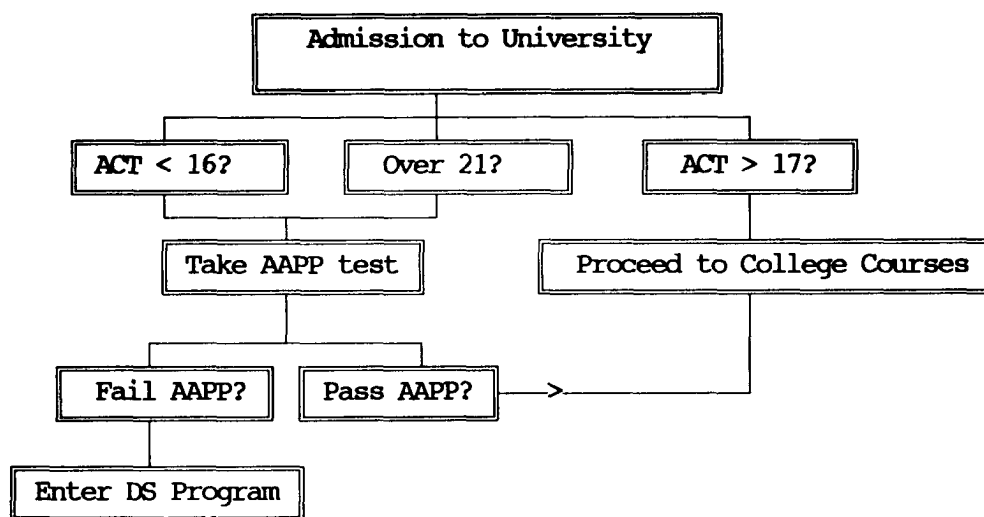 Admission to University
ACT < 16?
Over 21?
ACT > 17?
Take AAPP test
Proceed to College Courses
Fail AAPP?
Pass AAPP?
>
Enter DS Program